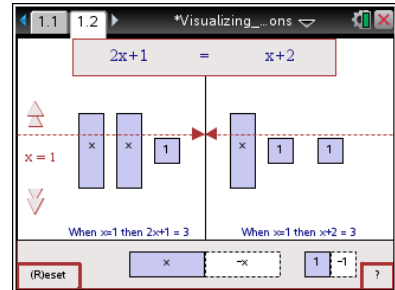 1.1 1.2 *Visualizing_...ons
2x+1 = x+2
x x 1 x 1 1
x = 1
When x=1 then 2x+1 = 3 When x=1 then x+2 = 3
(R)eset x -x 1 -1 ?